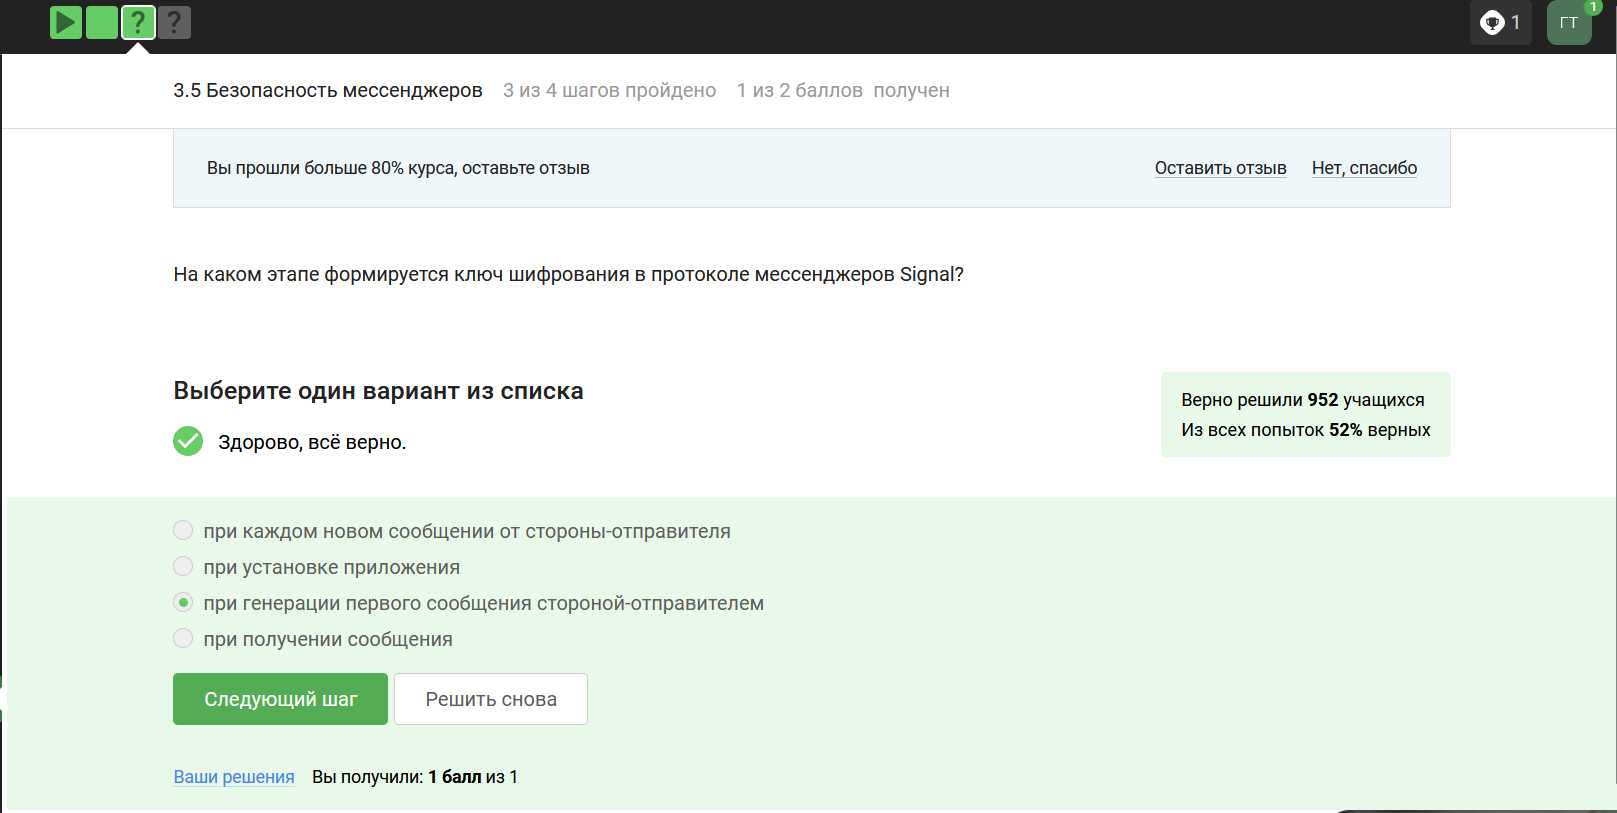 ? ?
1
ГТ
1
3.5 Безопасность мессенджеров 3 из 4 шагов пройдено 1 из 2 баллов получен
Вы прошли больше 80% курса, оставьте отзыв Оставить отзыв Нет, спасибо
На каком этапе формируется ключ шифрования в протоколе мессенджеров Signal?
Выберите один вариант из списка
Здорово, всё верно.
Верно решили 952 учащихся
Из всех попыток 52% верных
при каждом новом сообщении от стороны-отправителя
при установке приложения
при генерации первого сообщения стороной-отправителем
при получении сообщения
Следующий шаг Решить снова
Ваши решения Вы получили: 1 балл из 1